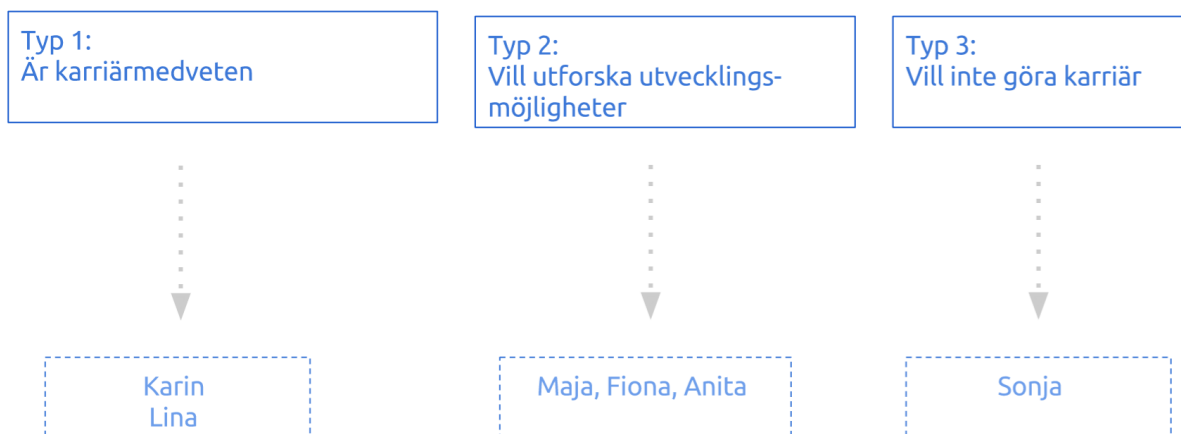 Typ 1:
Är karriärmedveten
Typ 2:
Vill utforska utvecklings-
möjligheter
Typ 3:
Vill inte göra karriär
Karin
Lina
Maja, Fiona, Anita
Sonja